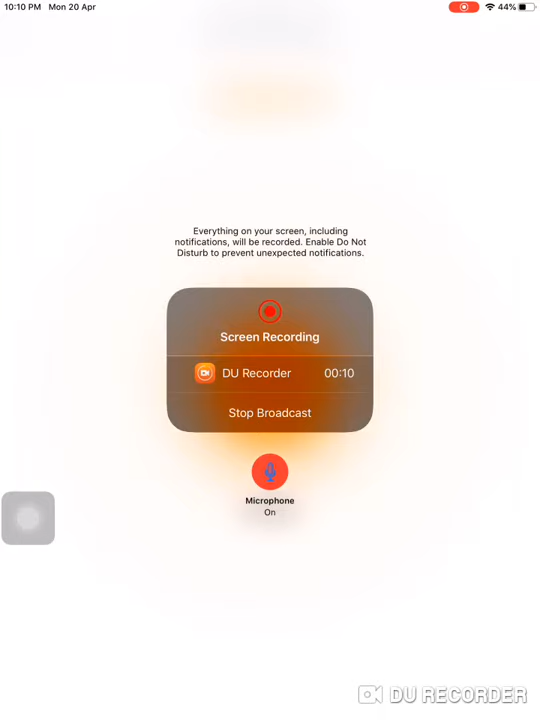 10:10 PM Mon 20 Apr 44%
Everything on your screen, including
notifications, will be recorded. Enable Do Not
Disturb to prevent unexpected notifications.
Screen Recording
DU Recorder 00:10
Stop Broadcast
Microphone
On
DU RECORDER